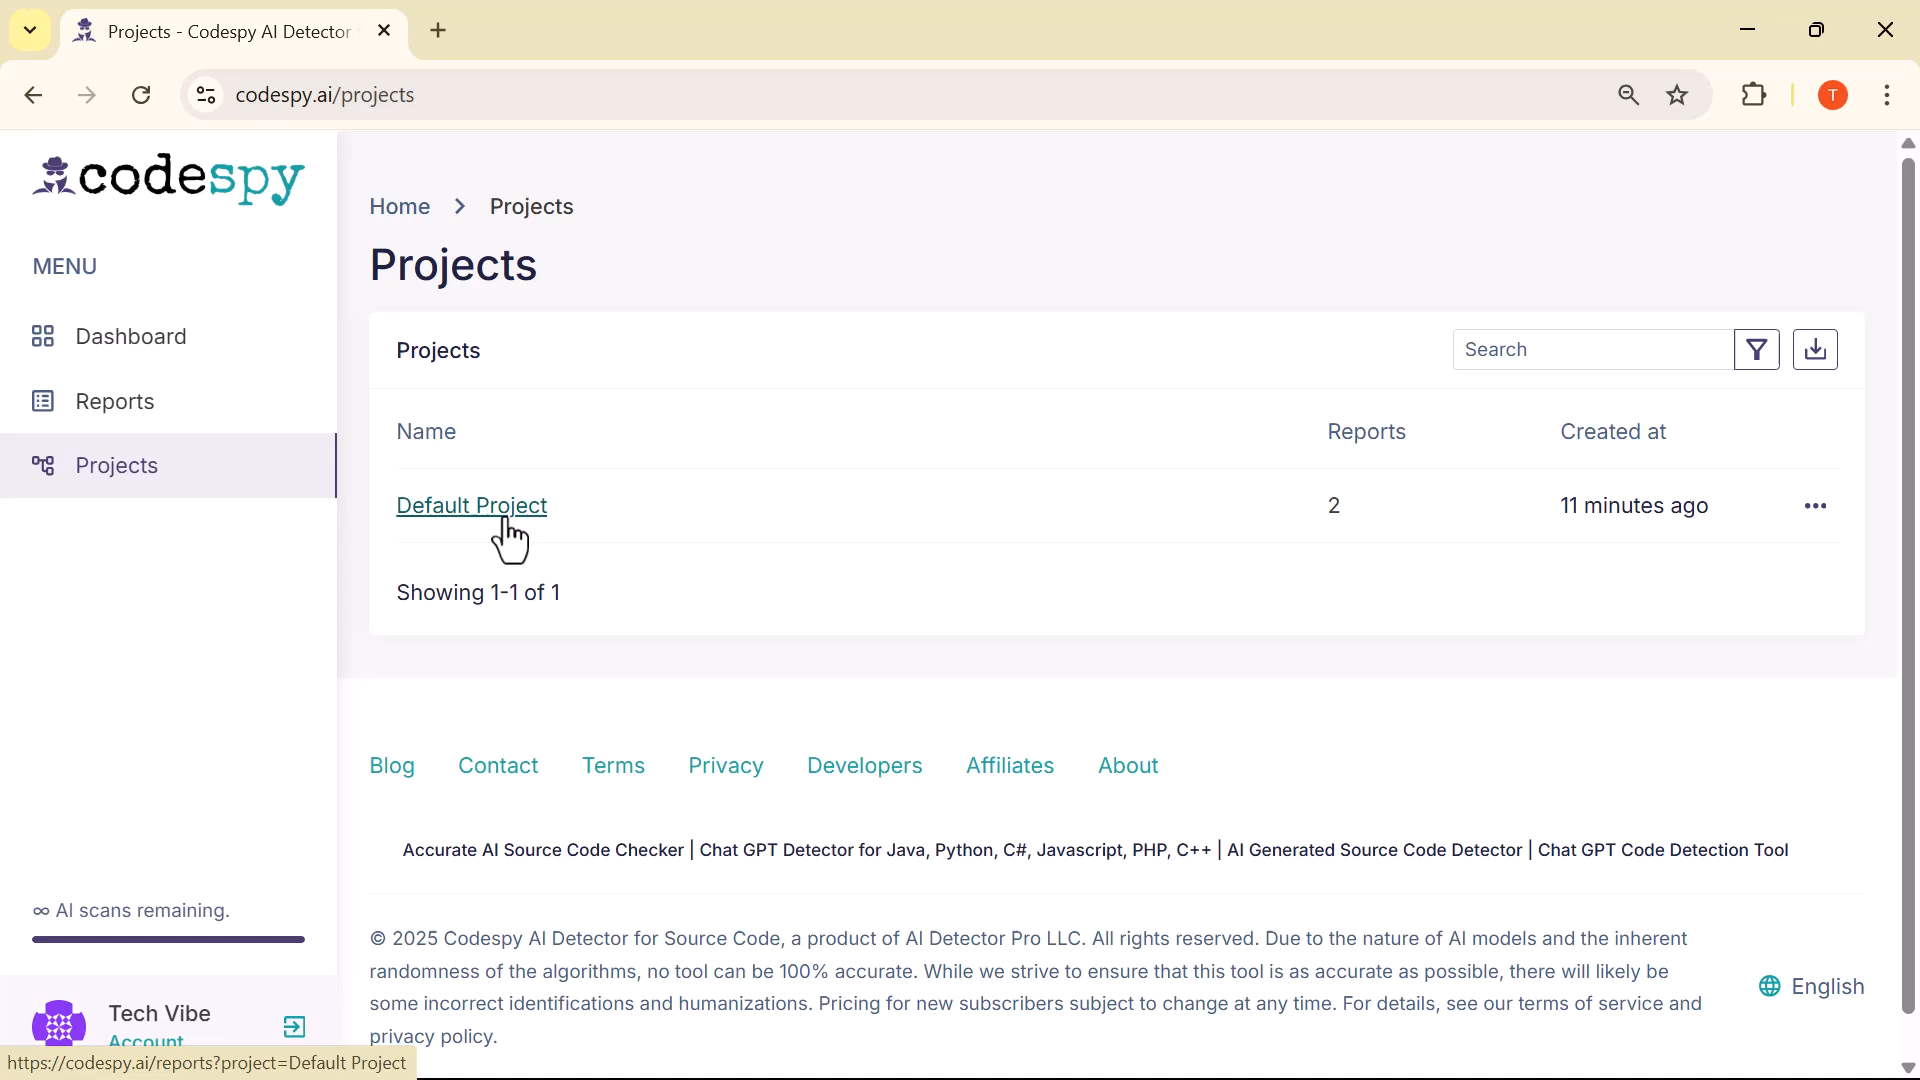 Projects - Codespy AI Detector
codespy.ai/projects
T
codespy
MENU
Dashboard
Reports
Projects
∞ AI scans remaining.
Tech Vibe
Account
https://codespy.ai/reports?project=Default Project
Home > Projects
Projects
Projects
Search
Name Reports Created at
Default Project 2 11 minutes ago
Showing 1-1 of 1
Blog Contact Terms Privacy Developers Affiliates About
Accurate AI Source Code Checker | Chat GPT Detector for Java, Python, C#, Javascript, PHP, C++ | AI Generated Source Code Detector | Chat GPT Code Detection Tool
© 2025 Codespy AI Detector for Source Code, a product of AI Detector Pro LLC. All rights reserved. Due to the nature of AI models and the inherent
randomness of the algorithms, no tool can be 100% accurate. While we strive to ensure that this tool is as accurate as possible, there will likely be
some incorrect identifications and humanizations. Pricing for new subscribers subject to change at any time. For details, see our terms of service and
privacy policy.
English